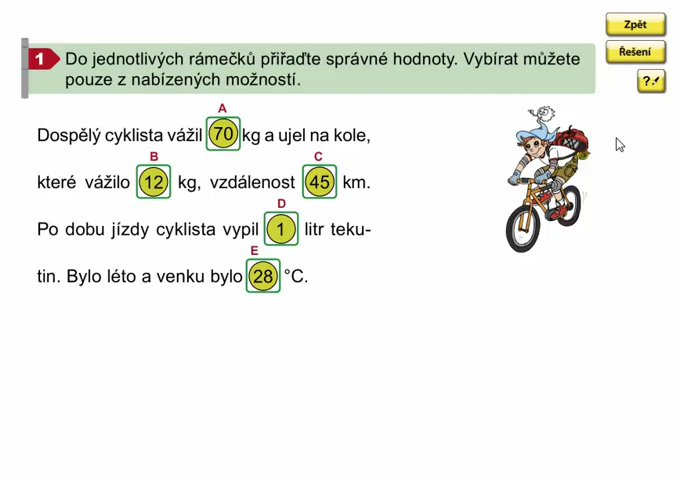 Zpět
Řešení
?
1 Do jednotlivých rámečků přiřaďte správné hodnoty. Vybírat můžete
pouze z nabízených možností.
A
Dospělý cyklista vážil 70 kg a ujel na kole,
B C
které vážilo 12 kg, vzdálenost 45 km.
D
Po dobu jízdy cyklista vypil 1 litr teku-
E
tin. Bylo léto a venku bylo 28 °C.